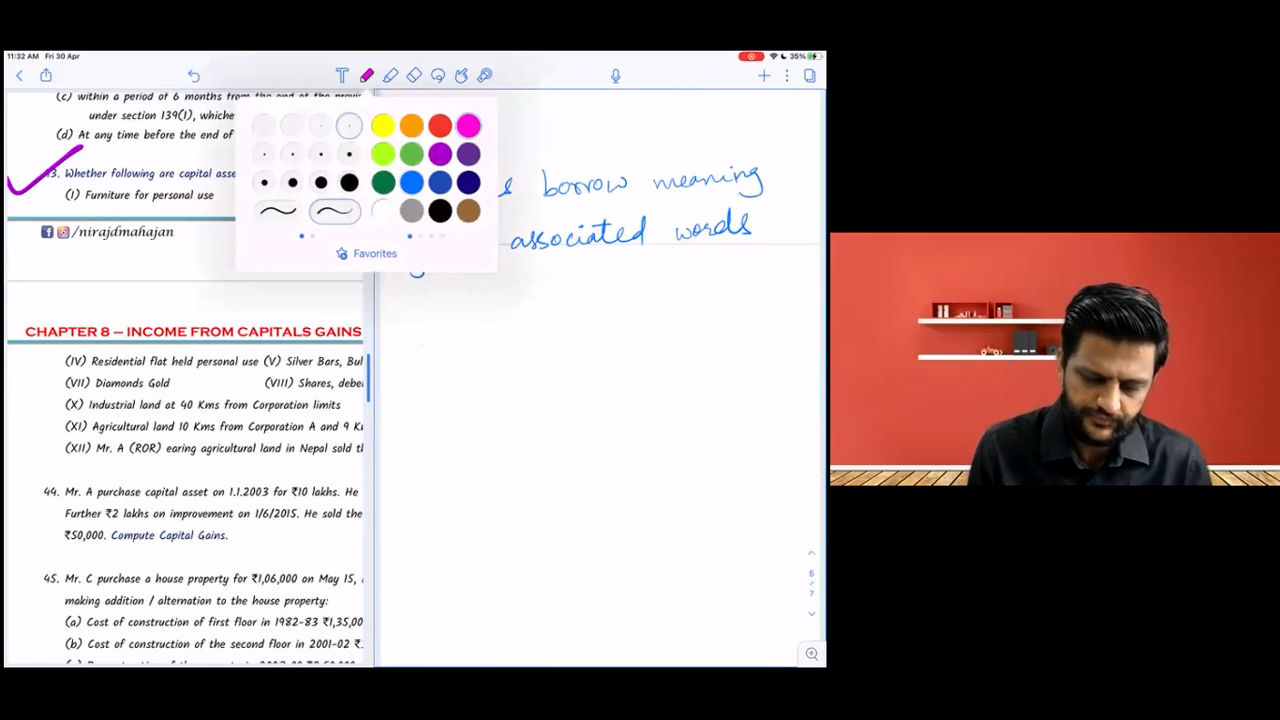 11:32 AM Fri 30 Apr
35%
(c) within a period of 6 months from the end of the
under section 139(1), whiche
(d) At any time before the end of
Whether following are capital asse
(I) Furniture for personal use
/nirajdmahajan
Favorites
borrow meaning
associated words
CHAPTER 8 – INCOME FROM CAPITALS GAINS
(IV) Residential flat held personal use (V) Silver Bars, Bul
(VII) Diamonds Gold (VIII) Shares, debe
(X) Industrial land at 40 Kms from Corporation limits
(XI) Agricultural land 10 Kms from Corporation A and 9 K
(XII) Mr. A (ROR) earing agricultural land in Nepal sold th
44. Mr. A purchase capital asset on 1.1.2003 for ₹10 lakhs. He
Further ₹2 lakhs on improvement on 1/6/2015. He sold the
₹50,000. Compute Capital Gains.
45. Mr. C purchase a house property for ₹1,06,000 on May 15,
making addition / alternation to the house property:
(a) Cost of construction of first floor in 1982-83 ₹1,35,00
(b) Cost of construction of the second floor in 2001-02 ₹
6
/
7